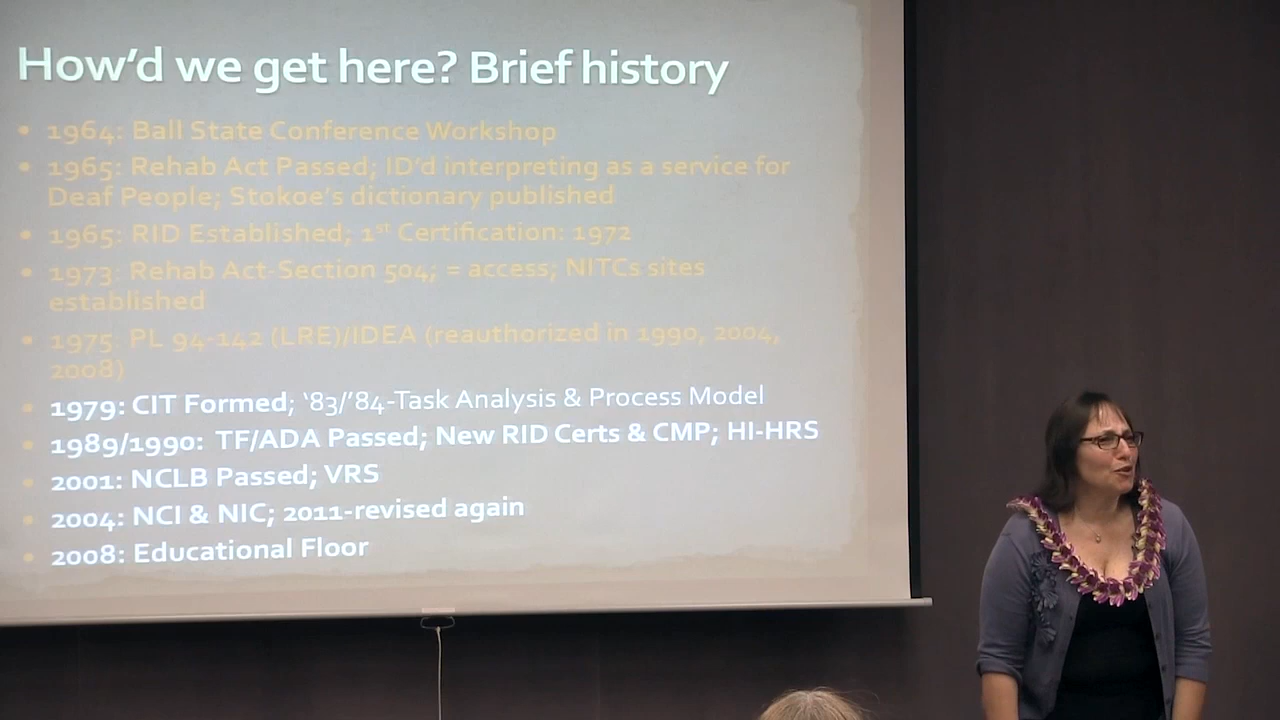 How'd we get here? Brief history
• 1964: Ball State Conference Workshop
• 1965: Rehab Act Passed; ID'd interpreting as a service for
Deaf People; Stokoe's dictionary published
• 1965: RID Established; 1st Certification: 1972
• 1973: Rehab Act-Section 504; = access; NITCs sites
established
• 1975: PL 94-142 (LRE)/IDEA (reauthorized in 1990, 2004,
2008)
• 1979: CIT Formed; '83/'84-Task Analysis & Process Model
• 1989/1990: TF/ADA Passed; New RID Certs & CMP; HI-HRS
• 2001: NCLB Passed; VRS
• 2004: NCI & NIC; 2011-revised again
• 2008: Educational Floor